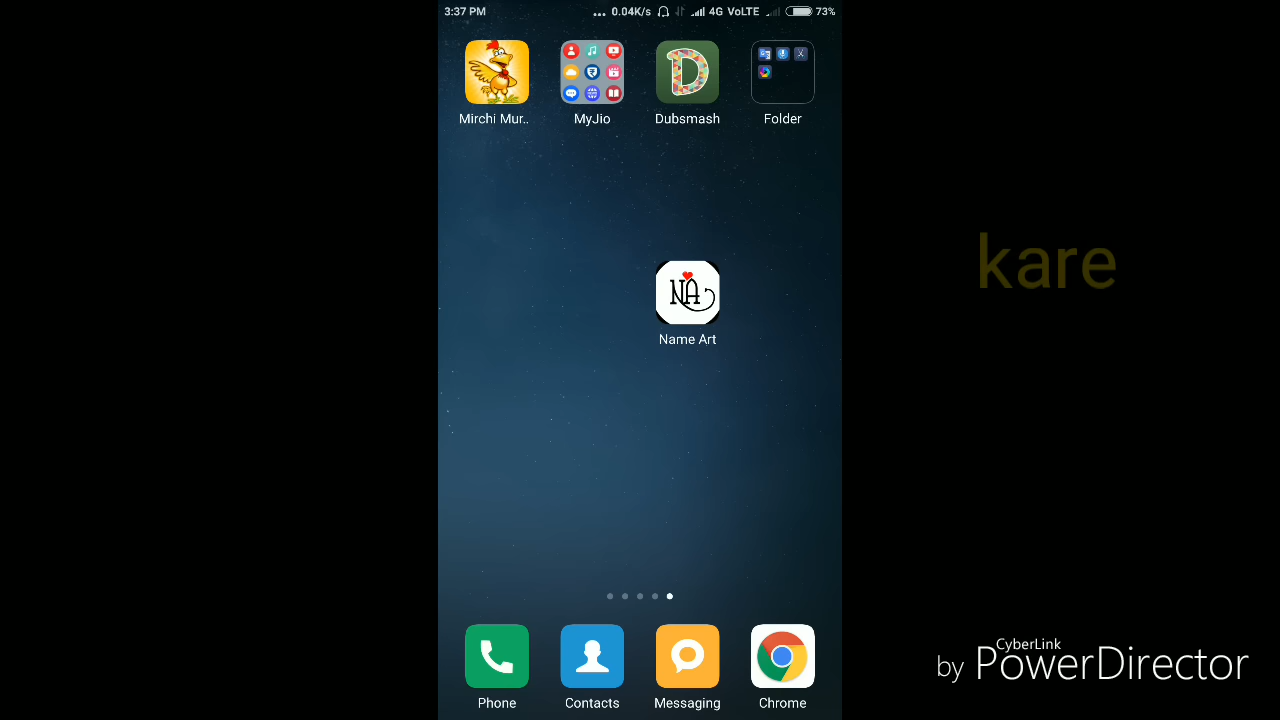 3:37 PM ... 0.04K/s 4G VoLTE 73%
Mirchi Mur.. MyJio Dubsmash Folder
D
kare
NA
Name Art
Phone Contacts Messaging Chrome
CyberLink
by PowerDirector